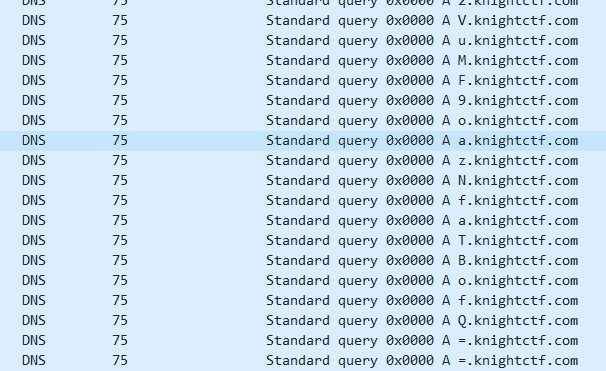 DNS 75 Standard query 0x0000 A 2.knightctf.com
DNS 75 Standard query 0x0000 A V.knightctf.com
DNS 75 Standard query 0x0000 A u.knightctf.com
DNS 75 Standard query 0x0000 A M.knightctf.com
DNS 75 Standard query 0x0000 A F.knightctf.com
DNS 75 Standard query 0x0000 A 9.knightctf.com
DNS 75 Standard query 0x0000 A o.knightctf.com
DNS 75 Standard query 0x0000 A a.knightctf.com
DNS 75 Standard query 0x0000 A z.knightctf.com
DNS 75 Standard query 0x0000 A N.knightctf.com
DNS 75 Standard query 0x0000 A f.knightctf.com
DNS 75 Standard query 0x0000 A a.knightctf.com
DNS 75 Standard query 0x0000 A T.knightctf.com
DNS 75 Standard query 0x0000 A B.knightctf.com
DNS 75 Standard query 0x0000 A o.knightctf.com
DNS 75 Standard query 0x0000 A f.knightctf.com
DNS 75 Standard query 0x0000 A Q.knightctf.com
DNS 75 Standard query 0x0000 A =.knightctf.com
DNS 75 Standard query 0x0000 A =.knightctf.com